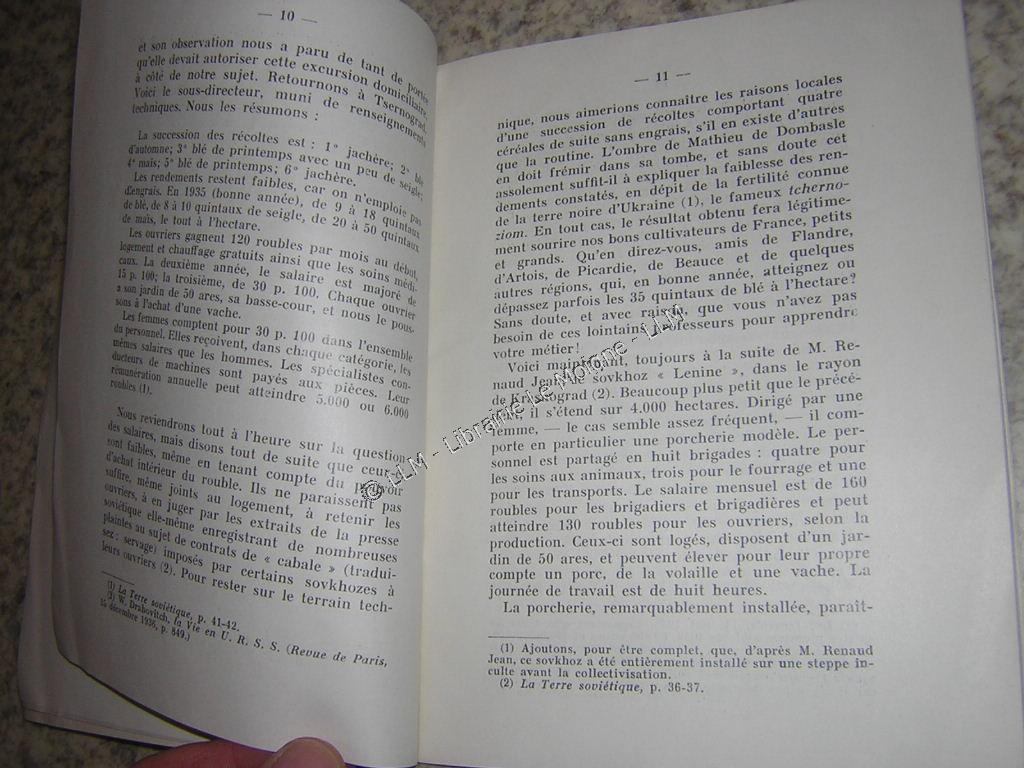 — 10 —
et son observation nous a paru de tant de portée
qu'elle devait autoriser cette excursion domiciliaire,
à côté de notre sujet. Retournons à Tsernograd.
Voici le sous-directeur, muni de renseignements
techniques. Nous les résumons :
La succession des récoltes est : 1° jachère; 2° blé
d'automne; 3° blé de printemps avec un peu de seigle;
4° maïs; 5° blé de printemps; 6° jachère.
Les rendements restent faibles, car on n'emploie pas
d'engrais. En 1935 (bonne année), de 9 à 18 quintaux
de blé, de 8 à 10 quintaux de seigle, de 20 à 50 quintaux
de maïs, le tout à l'hectare.
Les ouvriers gagnent 120 roubles par mois au début,
logement et chauffage gratuits ainsi que les soins médi-
caux. La deuxième année, le salaire est majoré de
15 p. 100; la troisième, de 30 p. 100. Chaque ouvrier
a son jardin de 50 ares, sa basse-cour, et nous le pous-
sons à l'achat d'une vache.
Les femmes comptent pour 30 p. 100 dans l'ensemble
du personnel. Elles reçoivent, dans chaque catégorie, les
mêmes salaires que les hommes. Les spécialistes con-
ducteurs de machines sont payés aux pièces. Leur
rémunération annuelle peut atteindre 5.000 ou 6.000
roubles (1).
Nous reviendrons tout à l'heure sur la question
des salaires, mais disons tout de suite que ceux-ci
sont faibles, même en tenant compte du pouvoir
d'achat intérieur du rouble. Ils ne paraissent pas
suffire, même joints au logement, à retenir les
ouvriers, à en juger par les extraits de la presse
soviétique elle-même enregistrant de nombreuses
plaintes au sujet de contrats de « cabale » (tradui-
sez : servage) imposés par certains sovkhozes à
leurs ouvriers (2). Pour rester sur le terrain tech-
(1) La Terre soviétique, p. 41-42.
(2) W. Drabovitch, la Vie en U. R. S. S. (Revue de Paris,
15 décembre 1936, p. 849.)
— 11 —
nique, nous aimerions connaître les raisons locales
d'une succession de récoltes comportant quatre
céréales de suite sans engrais, s'il en existe d'autres
que la routine. L'ombre de Mathieu de Dombasle
en doit frémir dans sa tombe, et sans doute cet
assolement suffit-il à expliquer la faiblesse des ren-
dements constatés, en dépit de la fertilité connue
de la terre noire d'Ukraine (1), le fameux tcherno-
ziom. En tout cas, le résultat obtenu fera légitime-
ment sourire nos bons cultivateurs de France, petits
et grands. Qu'en direz-vous, amis de Flandre,
d'Artois, de Picardie, de Beauce et de quelques
autres régions, qui, en bonne année, atteignez ou
dépassez parfois les 35 quintaux de blé à l'hectare?
Sans doute, et avec raison, que vous n'avez pas
besoin de ces lointains professeurs pour apprendre
votre métier!
Voici maintenant, toujours à la suite de M. Re-
naud Jean, le sovkhoz « Lenine », dans le rayon
de Krivograd (2). Beaucoup plus petit que le précé-
dent, il s'étend sur 4.000 hectares. Dirigé par une
femme, — le cas semble assez fréquent, — il com-
porte en particulier une porcherie modèle. Le per-
sonnel est partagé en huit brigades : quatre pour
les soins aux animaux, trois pour le fourrage et une
pour les transports. Le salaire mensuel est de 160
roubles pour les brigadiers et brigadières et peut
atteindre 130 roubles pour les ouvriers, selon la
production. Ceux-ci sont logés, disposent d'un jar-
din de 50 ares, et peuvent élever pour leur propre
compte un porc, de la volaille et une vache. La
journée de travail est de huit heures.
La porcherie, remarquablement installée, paraît-
(1) Ajoutons, pour être complet, que, d'après M. Renaud
Jean, ce sovkhoz a été entièrement installé sur une steppe in-
culte avant la collectivisation.
(2) La Terre soviétique, p. 36-37.
© LLM - Librairie Le Moigne - LLM